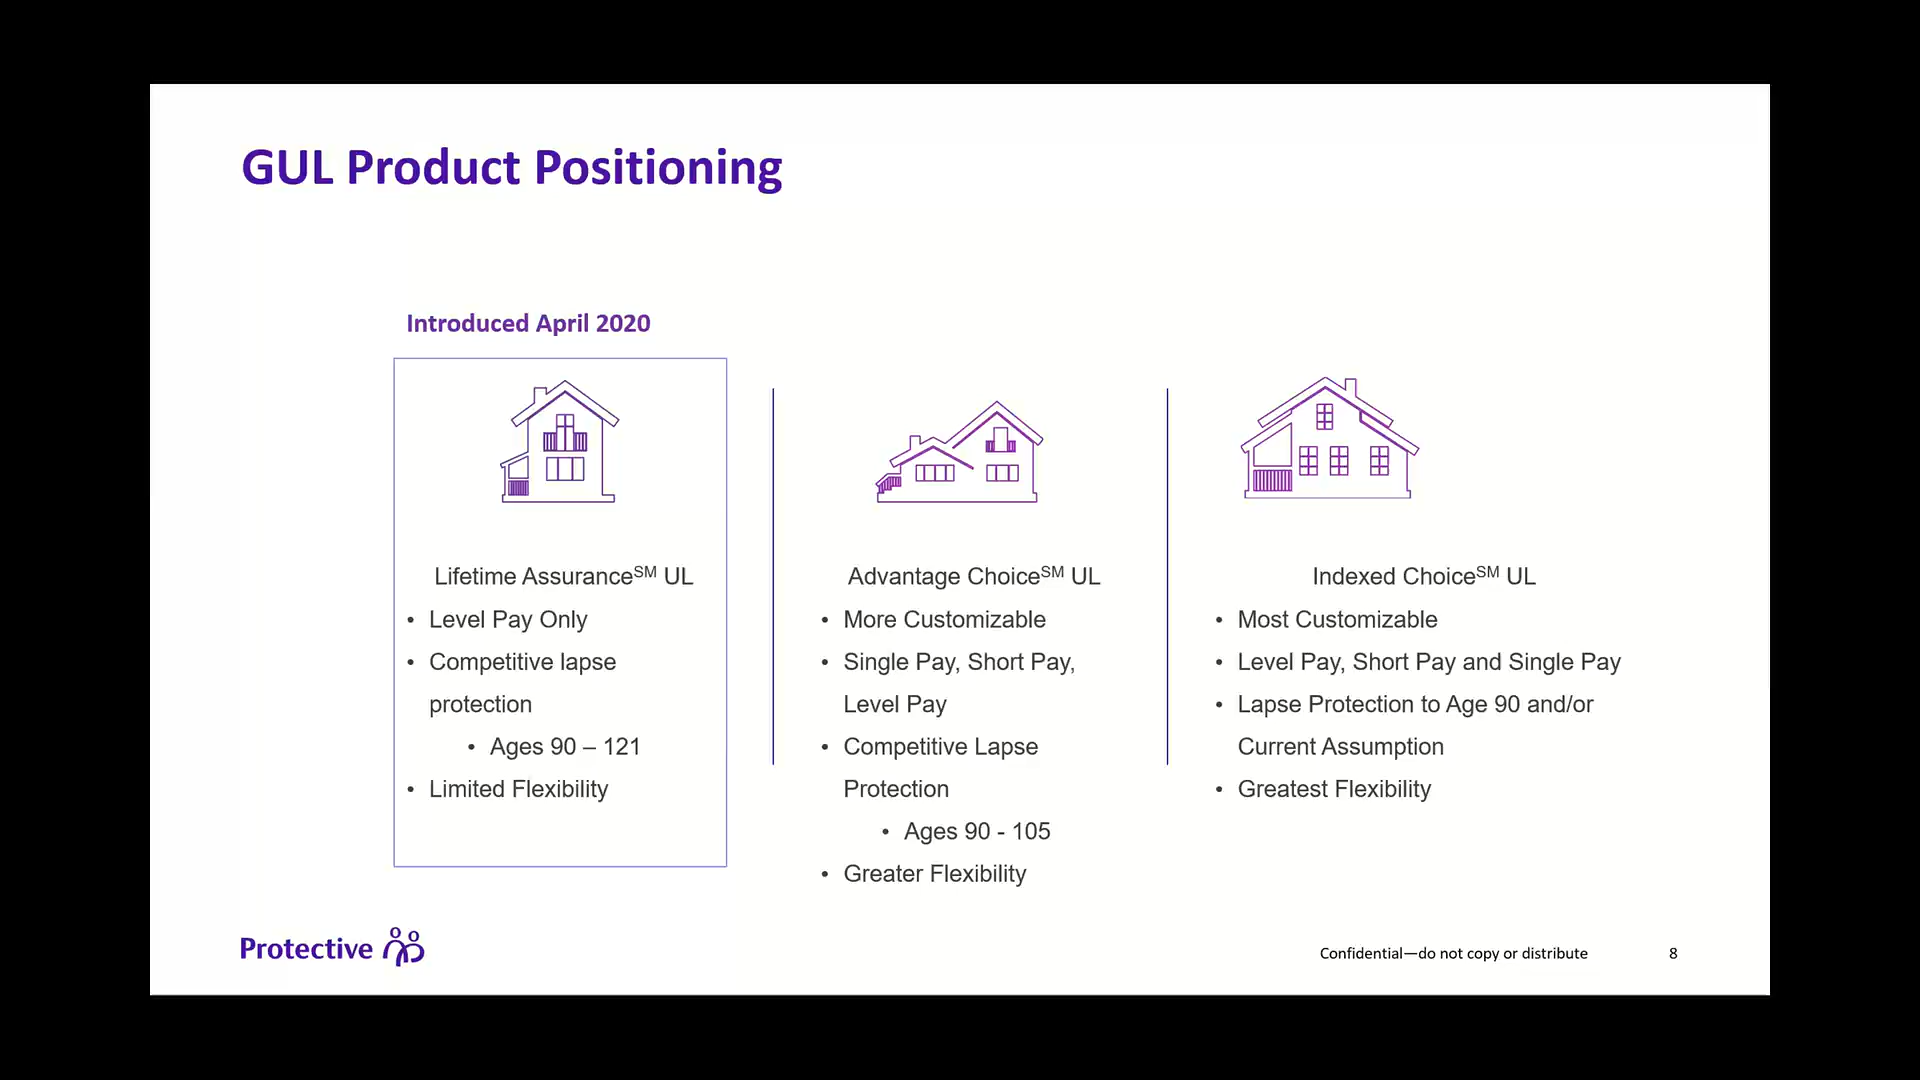 GUL Product Positioning
Introduced April 2020
Lifetime Assurance℠ UL
• Level Pay Only
• Competitive lapse
protection
• Ages 90 – 121
• Limited Flexibility
Advantage Choice℠ UL
• More Customizable
• Single Pay, Short Pay,
Level Pay
• Competitive Lapse
Protection
• Ages 90 - 105
• Greater Flexibility
Indexed Choice℠ UL
• Most Customizable
• Level Pay, Short Pay and Single Pay
• Lapse Protection to Age 90 and/or
Current Assumption
• Greatest Flexibility
Protective
Confidential—do not copy or distribute
8